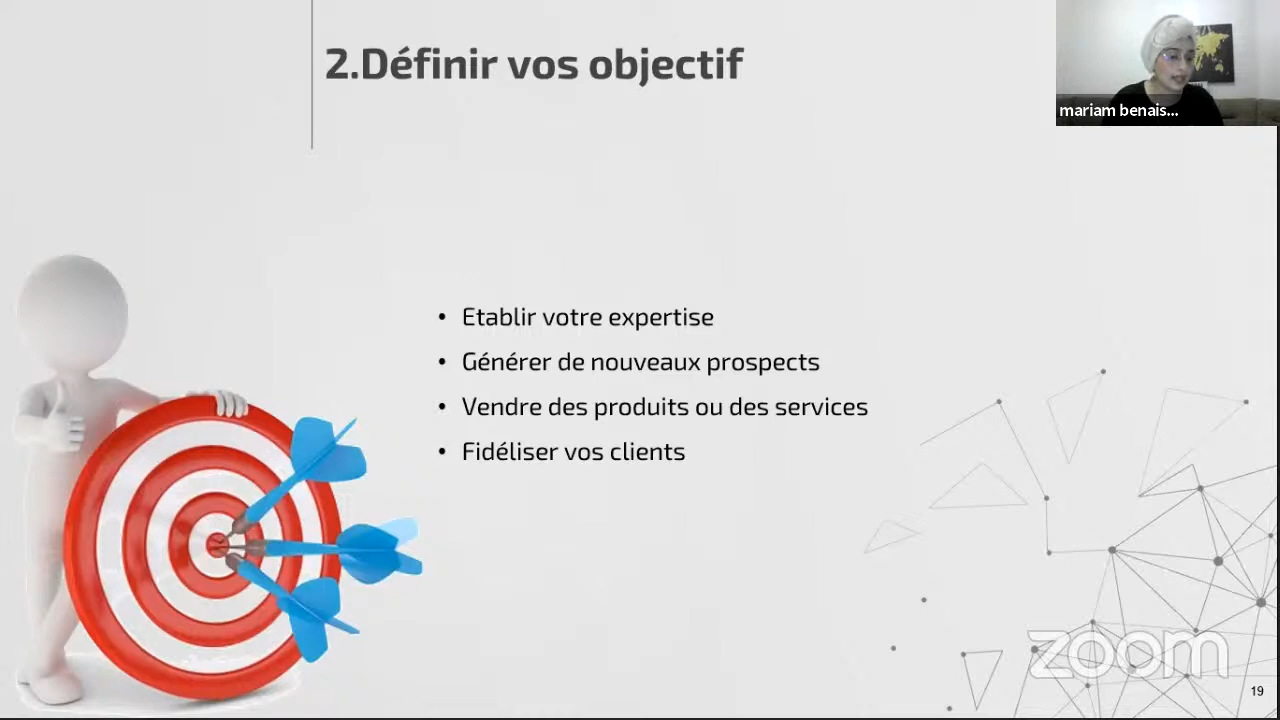 2.Définir vos objectif
mariam benais...
• Etablir votre expertise
• Générer de nouveaux prospects
• Vendre des produits ou des services
• Fidéliser vos clients
zoom
19